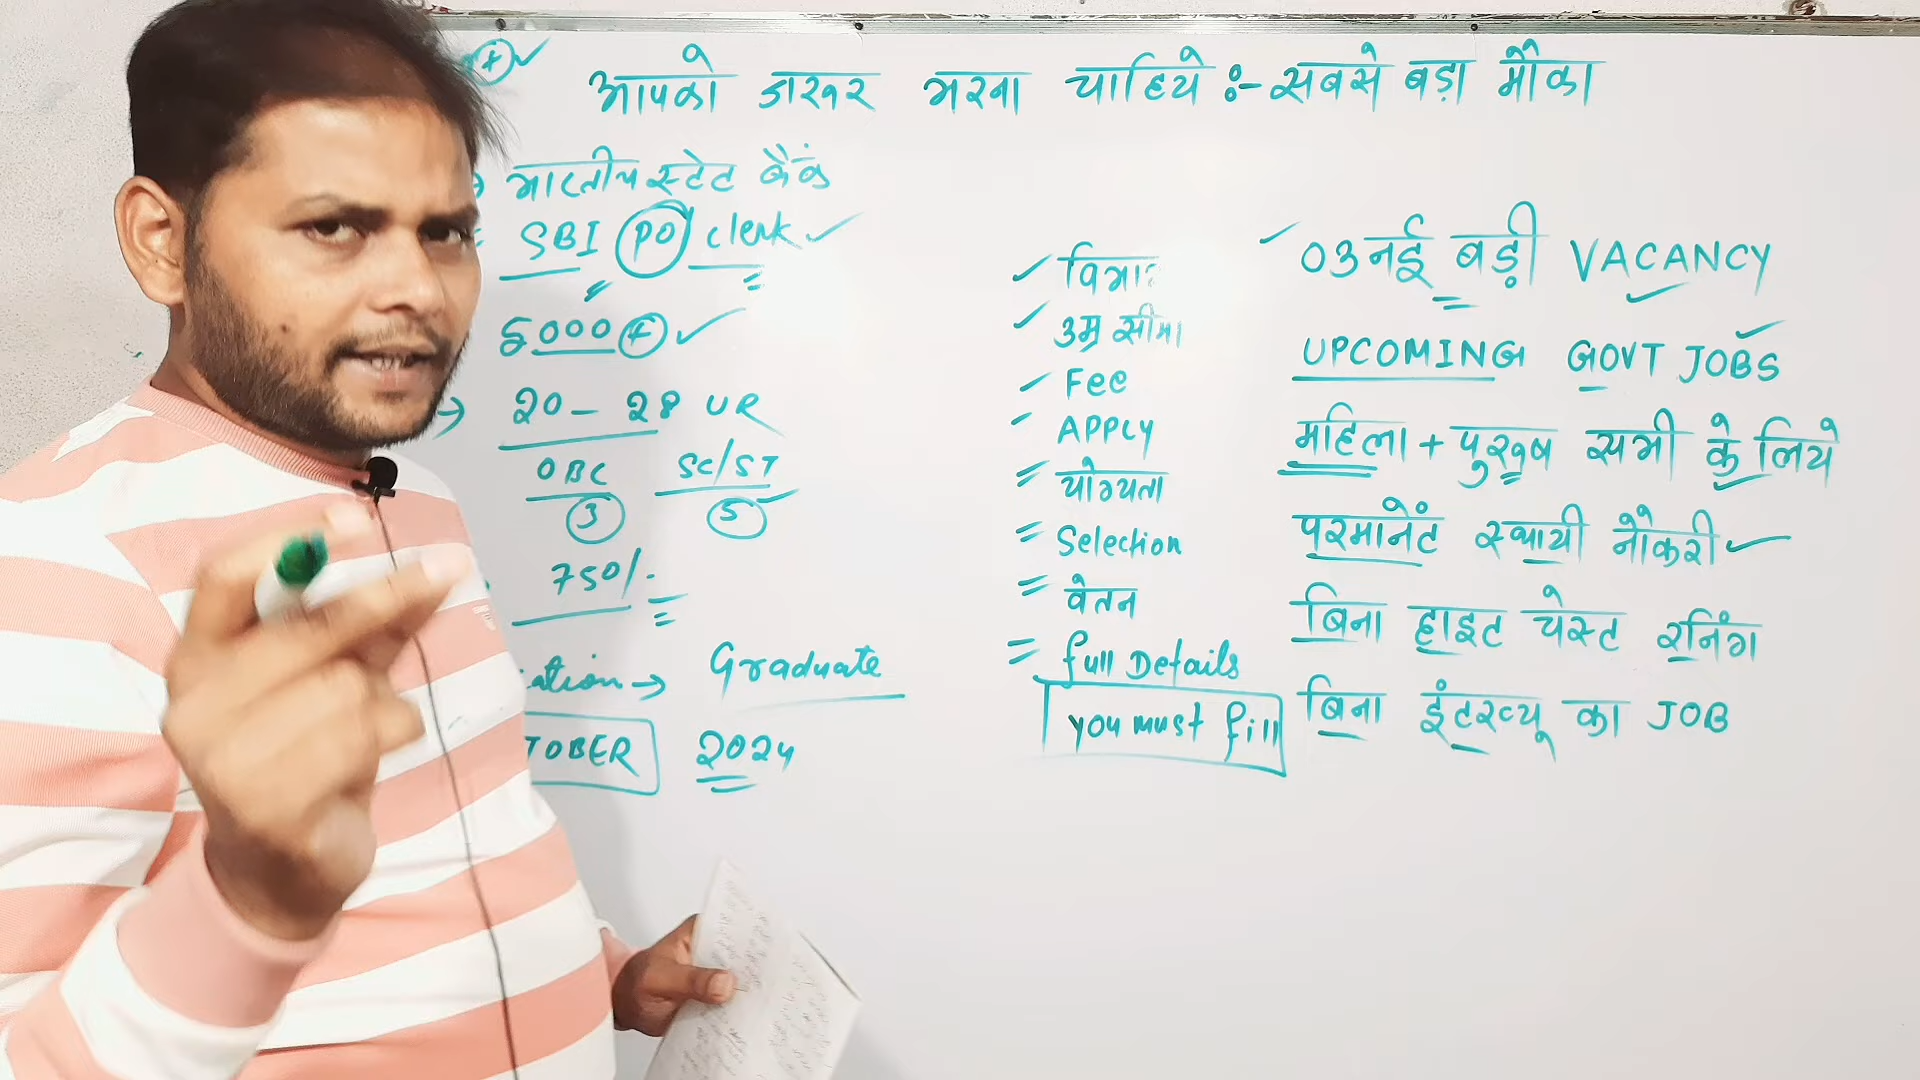 आपको जरूर भरना चाहिये :- सबसे बड़ा मौका
भारतीय स्टेट बैंक
SBI PO clerk
6000+
20 - 28 UR
OBC SC/ST
3 5
750/-
Graduate
2024
उम्र सीमा
Fee
APPLY
योग्यता
Selection
वेतन
full Details
you must fill
03 नई बड़ी VACANCY
UPCOMING GOVT JOBS
महिला + पुरुष सभी के लिये
परमानेंट स्थायी नौकरी
बिना हाइट चेस्ट रनिंग
बिना इंटरव्यू का JOB